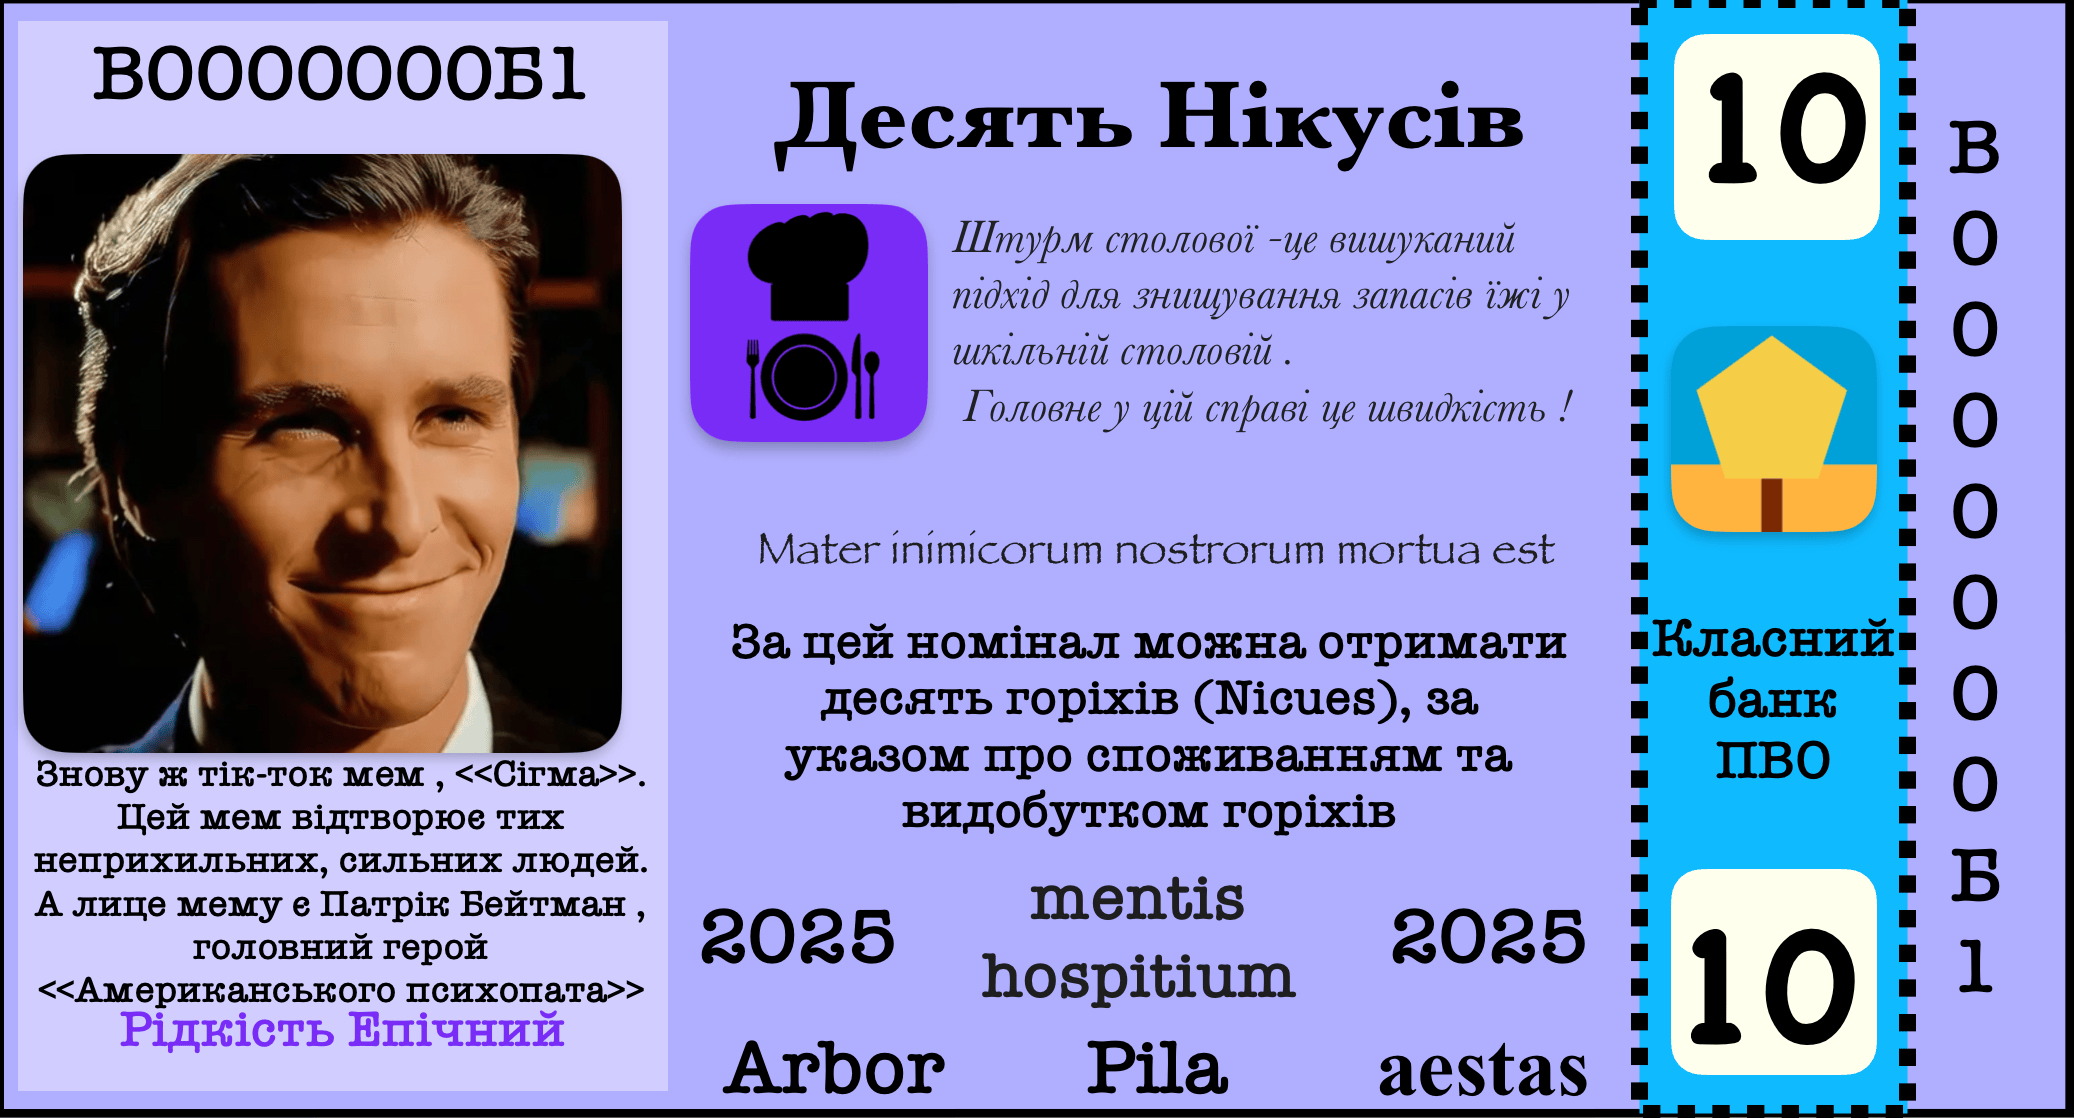 В0000000Б1
Знову ж тік-ток мем , <<Сігма>>.
Цей мем відтворює тих
неприхильних, сильних людей.
А лице мему є Патрік Бейтман ,
головний герой
<<Американського психопата>>
Рідкість Епічний
Десять Нікусів
Штурм столової -це вишуканий
підхід для знищування запасів їжі у
шкільній столовій .
Головне у цій справі це швидкість !
Mater inimicorum nostrorum mortua est
За цей номінал можна отримати
десять горіхів (Nicues), за
указом про споживанням та
видобутком горіхів
2025
mentis
hospitium
2025
Arbor
Pila
aestas
10
Класний
банк
ПВО
10
В
0
0
0
0
0
0
0
Б
1